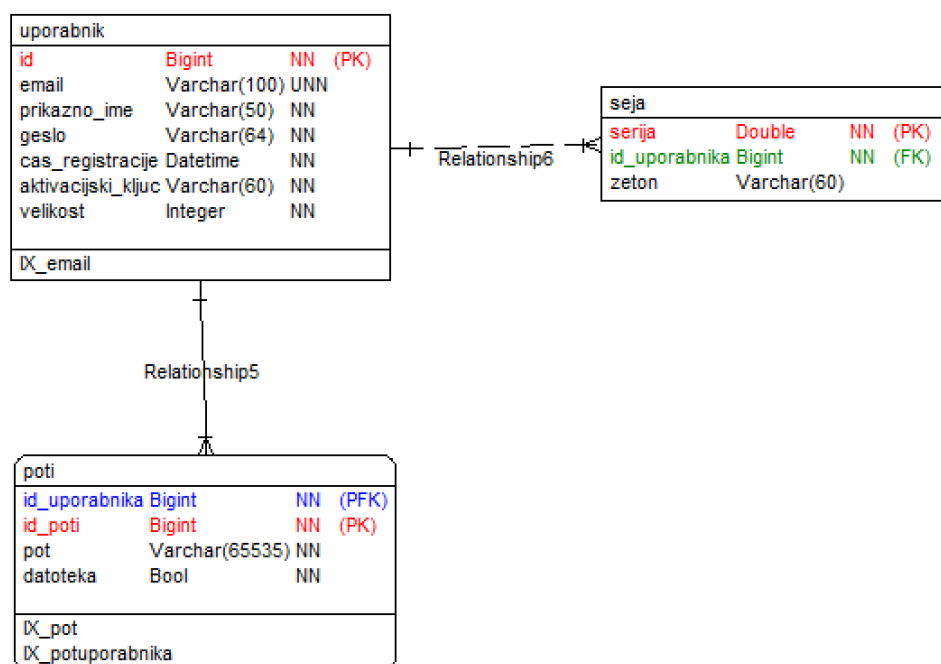 uporabnik
id Bigint NN (PK)
email Varchar(100) UNN
prikazno_ime Varchar(50) NN
geslo Varchar(64) NN
cas_registracije Datetime NN
aktivacijski_kljuc Varchar(60) NN
velikost Integer NN
IX_email
Relationship6
seja
serija Double NN (PK)
id_uporabnika Bigint NN (FK)
zeton Varchar(60)
Relationship5
poti
id_uporabnika Bigint NN (PFK)
id_poti Bigint NN (PK)
pot Varchar(65535) NN
datoteka Bool NN
IX_pot
IX_potuporabnika